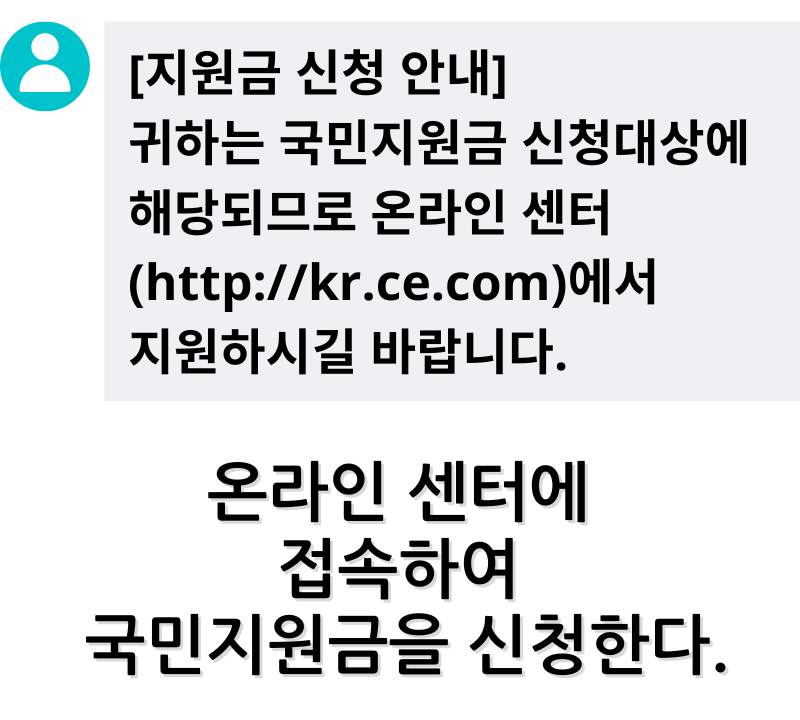 [지원금 신청 안내]
귀하는 국민지원금 신청대상에
해당되므로 온라인 센터
(http://kr.ce.com)에서
지원하시길 바랍니다.
온라인 센터에
접속하여
국민지원금을 신청한다.